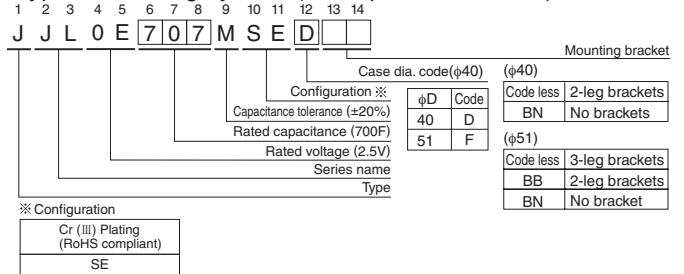 1 2 3 4 5 6 7 8 9 10 11 12 13 14
J J L 0 E 7 0 7 M S E D
Mounting bracket
Case dia. code(ϕ40)
Configuration ※
Capacitance tolerance (±20%)
Rated capacitance (700F)
Rated voltage (2.5V)
Series name
Type
ϕD Code
40 D
51 F
(ϕ40)
Code less 2-leg brackets
BN No brackets
(ϕ51)
Code less 3-leg brackets
BB 2-leg brackets
BN No bracket
※ Configuration
Cr (Ⅲ) Plating
(RoHS compliant)
SE